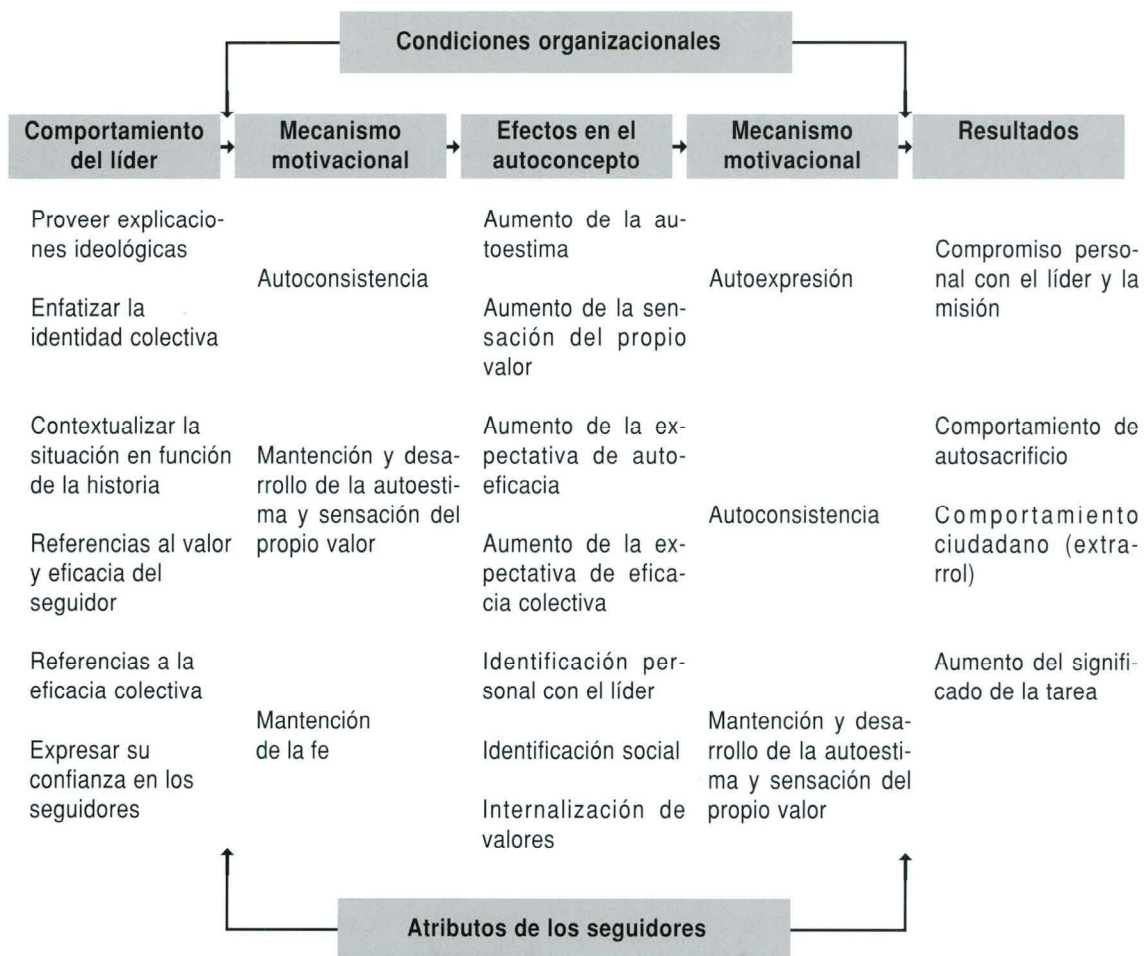 Condiciones organizacionales
Comportamiento
del líder
Mecanismo
motivacional
Efectos en el
autoconcepto
Mecanismo
motivacional
Resultados
Proveer explicacio-
nes ideológicas
Enfatizar la
identidad colectiva
Contextualizar la
situación en función
de la historia
Referencias al valor
y eficacia del
seguidor
Referencias a la
eficacia colectiva
Expresar su
confianza en los
seguidores
Autoconsistencia
Mantención y desa-
rrollo de la autoesti-
ma y sensación del
propio valor
Mantención
de la fe
Aumento de la au-
toestima
Aumento de la sen-
sación del propio
valor
Aumento de la ex-
pectativa de auto-
eficacia
Aumento de la ex-
pectativa de efica-
cia colectiva
Identificación per-
sonal con el líder
Identificación social
Internalización de
valores
Autoexpresión
Autoconsistencia
Mantención y desa-
rrollo de la autoesti-
ma y sensación del
propio valor
Compromiso perso-
nal con el líder y la
misión
Comportamiento de
autosacrificio
Comportamiento
ciudadano (extra-
rrol)
Aumento del signifi-
cado de la tarea
Atributos de los seguidores